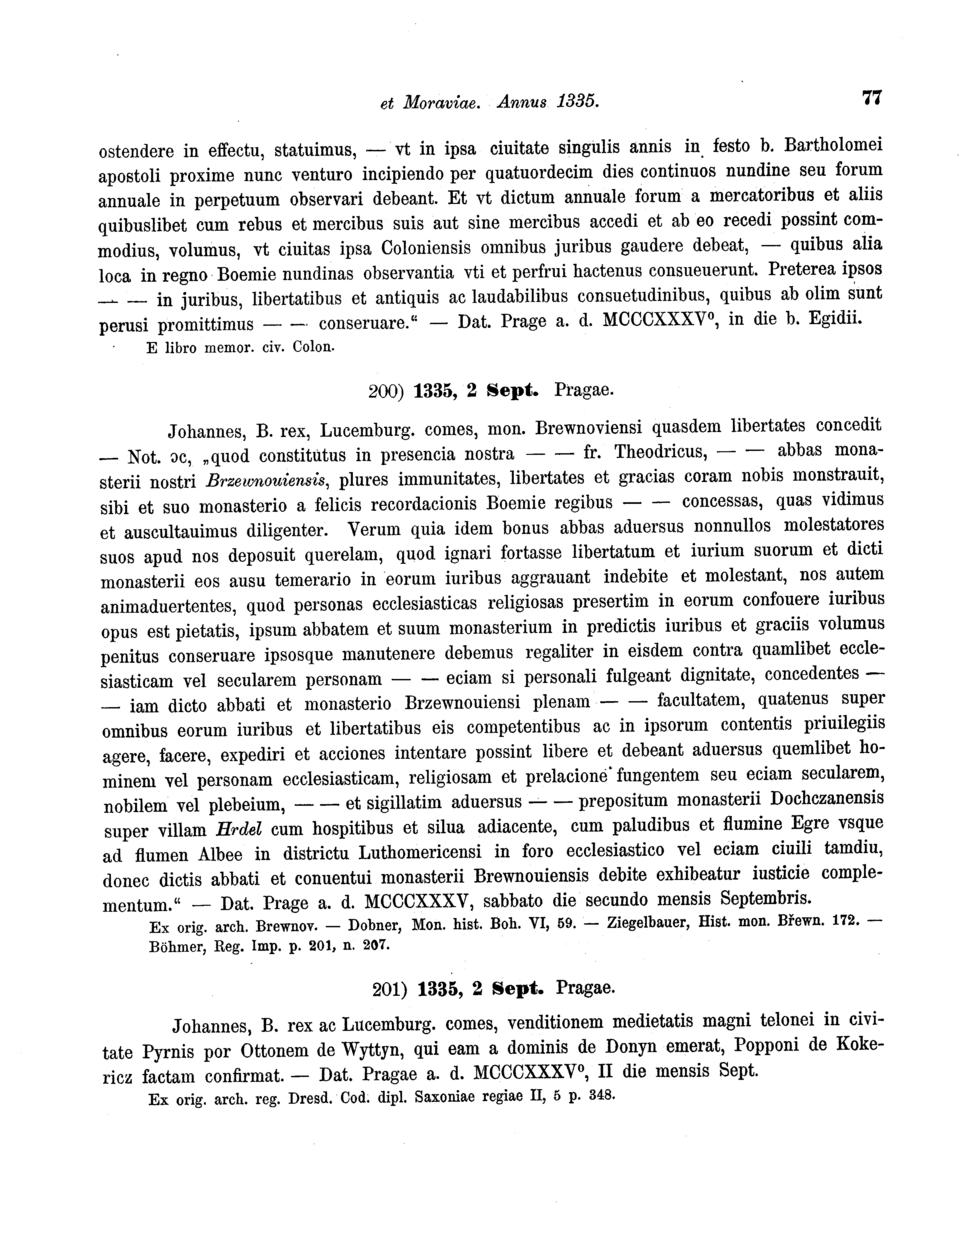 et Moraviae. Annus 1335. 77
ostendere in effectu, statuimus, — vt in ipsa ciuitate singulis annis in festo b. Bartholomei
apostoli proxime nunc venturo incipiendo per quatuordecim dies continuos nundine seu forum
annuale in perpetuum observari debeant. Et vt dictum annuale forum a mercatoribus et aliis
quibuslibet cum rebus et mercibus suis aut sine mercibus accedi et ab eo recedi possint com-
modius, volumus, vt ciuitas ipsa Coloniensis omnibus juribus gaudere debeat, — quibus alia
loca in regno Boemie nundinas observantia vti et perfrui hactenus consueuerunt. Preterea ipsos
— — in juribus, libertatibus et antiquis ac laudabilibus consuetudinibus, quibus ab olim sunt
perusi promittimus — — conseruare.“ — Dat. Prage a. d. MCCCXXXV⁰, in die b. Egidii.
E libro memor. civ. Colon.
200) 1335, 2 Sept. Pragae.
Johannes, B. rex, Lucemburg. comes, mon. Brewnoviensi quasdem libertates concedit
— Not. oc, „quod constitutus in presencia nostra — — fr. Theodricus, — — abbas mona-
sterii nostri Brzewnouiensis, plures immunitates, libertates et gracias coram nobis monstrauit,
sibi et suo monasterio a felicis recordacionis Boemie regibus — — concessas, quas vidimus
et auscultauimus diligenter. Verum quia idem bonus abbas aduersus nonnullos molestatores
suos apud nos deposuit querelam, quod ignari fortasse libertatum et iurium suorum et dicti
monasterii eos ausu temerario in eorum iuribus aggrauant indebite et molestant, nos autem
animaduertentes, quod personas ecclesiasticas religiosas presertim in eorum confouere iuribus
opus est pietatis, ipsum abbatem et suum monasterium in predictis iuribus et graciis volumus
penitus conseruare ipsosque manutenere debemus regaliter in eisdem contra quamlibet eccle-
siasticam vel secularem personam — — eciam si personali fulgeant dignitate, concedentes —
— iam dicto abbati et monasterio Brzewnouiensi plenam — — facultatem, quatenus super
omnibus eorum iuribus et libertatibus eis competentibus ac in ipsorum contentis priuilegiis
agere, facere, expediri et acciones intentare possint libere et debeant aduersus quemlibet ho-
minem vel personam ecclesiasticam, religiosam et prelacione fungentem seu eciam secularem,
nobilem vel plebeium, — — et sigillatim aduersus — — prepositum monasterii Dochczanensis
super villam Hrdel cum hospitibus et silua adiacente, cum paludibus et flumine Egre vsque
ad flumen Albee in districtu Luthomericensi in foro ecclesiastico vel eciam ciuili tamdiu,
donec dictis abbati et conuentui monasterii Brewnouiensis debite exhibeatur iusticie comple-
mentum.“ — Dat. Prage a. d. MCCCXXXV, sabbato die secundo mensis Septembris.
Ex orig. arch. Brewnov. — Dobner, Mon. hist. Boh. VI, 59. — Ziegelbauer, Hist. mon. Břewn. 172. —
Böhmer, Reg. Imp. p. 201, n. 207.
201) 1335, 2 Sept. Pragae.
Johannes, B. rex ac Lucemburg. comes, venditionem medietatis magni telonei in civi-
tate Pyrnis por Ottonem de Wyttyn, qui eam a dominis de Donyn emerat, Popponi de Koke-
ricz factam confirmat. — Dat. Pragae a. d. MCCCXXXV⁰, II die mensis Sept.
Ex orig. arch. reg. Dresd. Cod. dipl. Saxoniae regiae II, 5 p. 348.